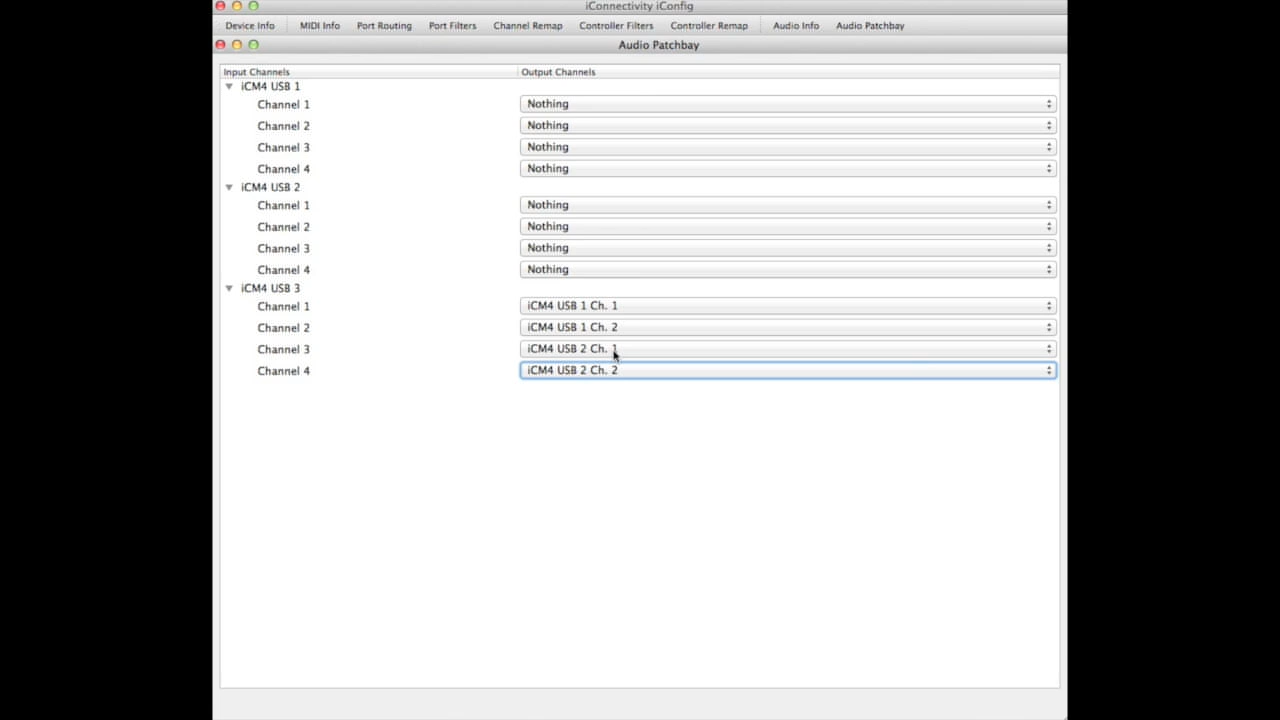 iConnectivity iConfig
Device Info MIDI Info Port Routing Port Filters Channel Remap Controller Filters Controller Remap Audio Info Audio Patchbay
Audio Patchbay
Input Channels Output Channels
iCM4 USB 1
Channel 1 Nothing
Channel 2 Nothing
Channel 3 Nothing
Channel 4 Nothing
iCM4 USB 2
Channel 1 Nothing
Channel 2 Nothing
Channel 3 Nothing
Channel 4 Nothing
iCM4 USB 3
Channel 1 iCM4 USB 1 Ch. 1
Channel 2 iCM4 USB 1 Ch. 2
Channel 3 iCM4 USB 2 Ch. 1
Channel 4 iCM4 USB 2 Ch. 2